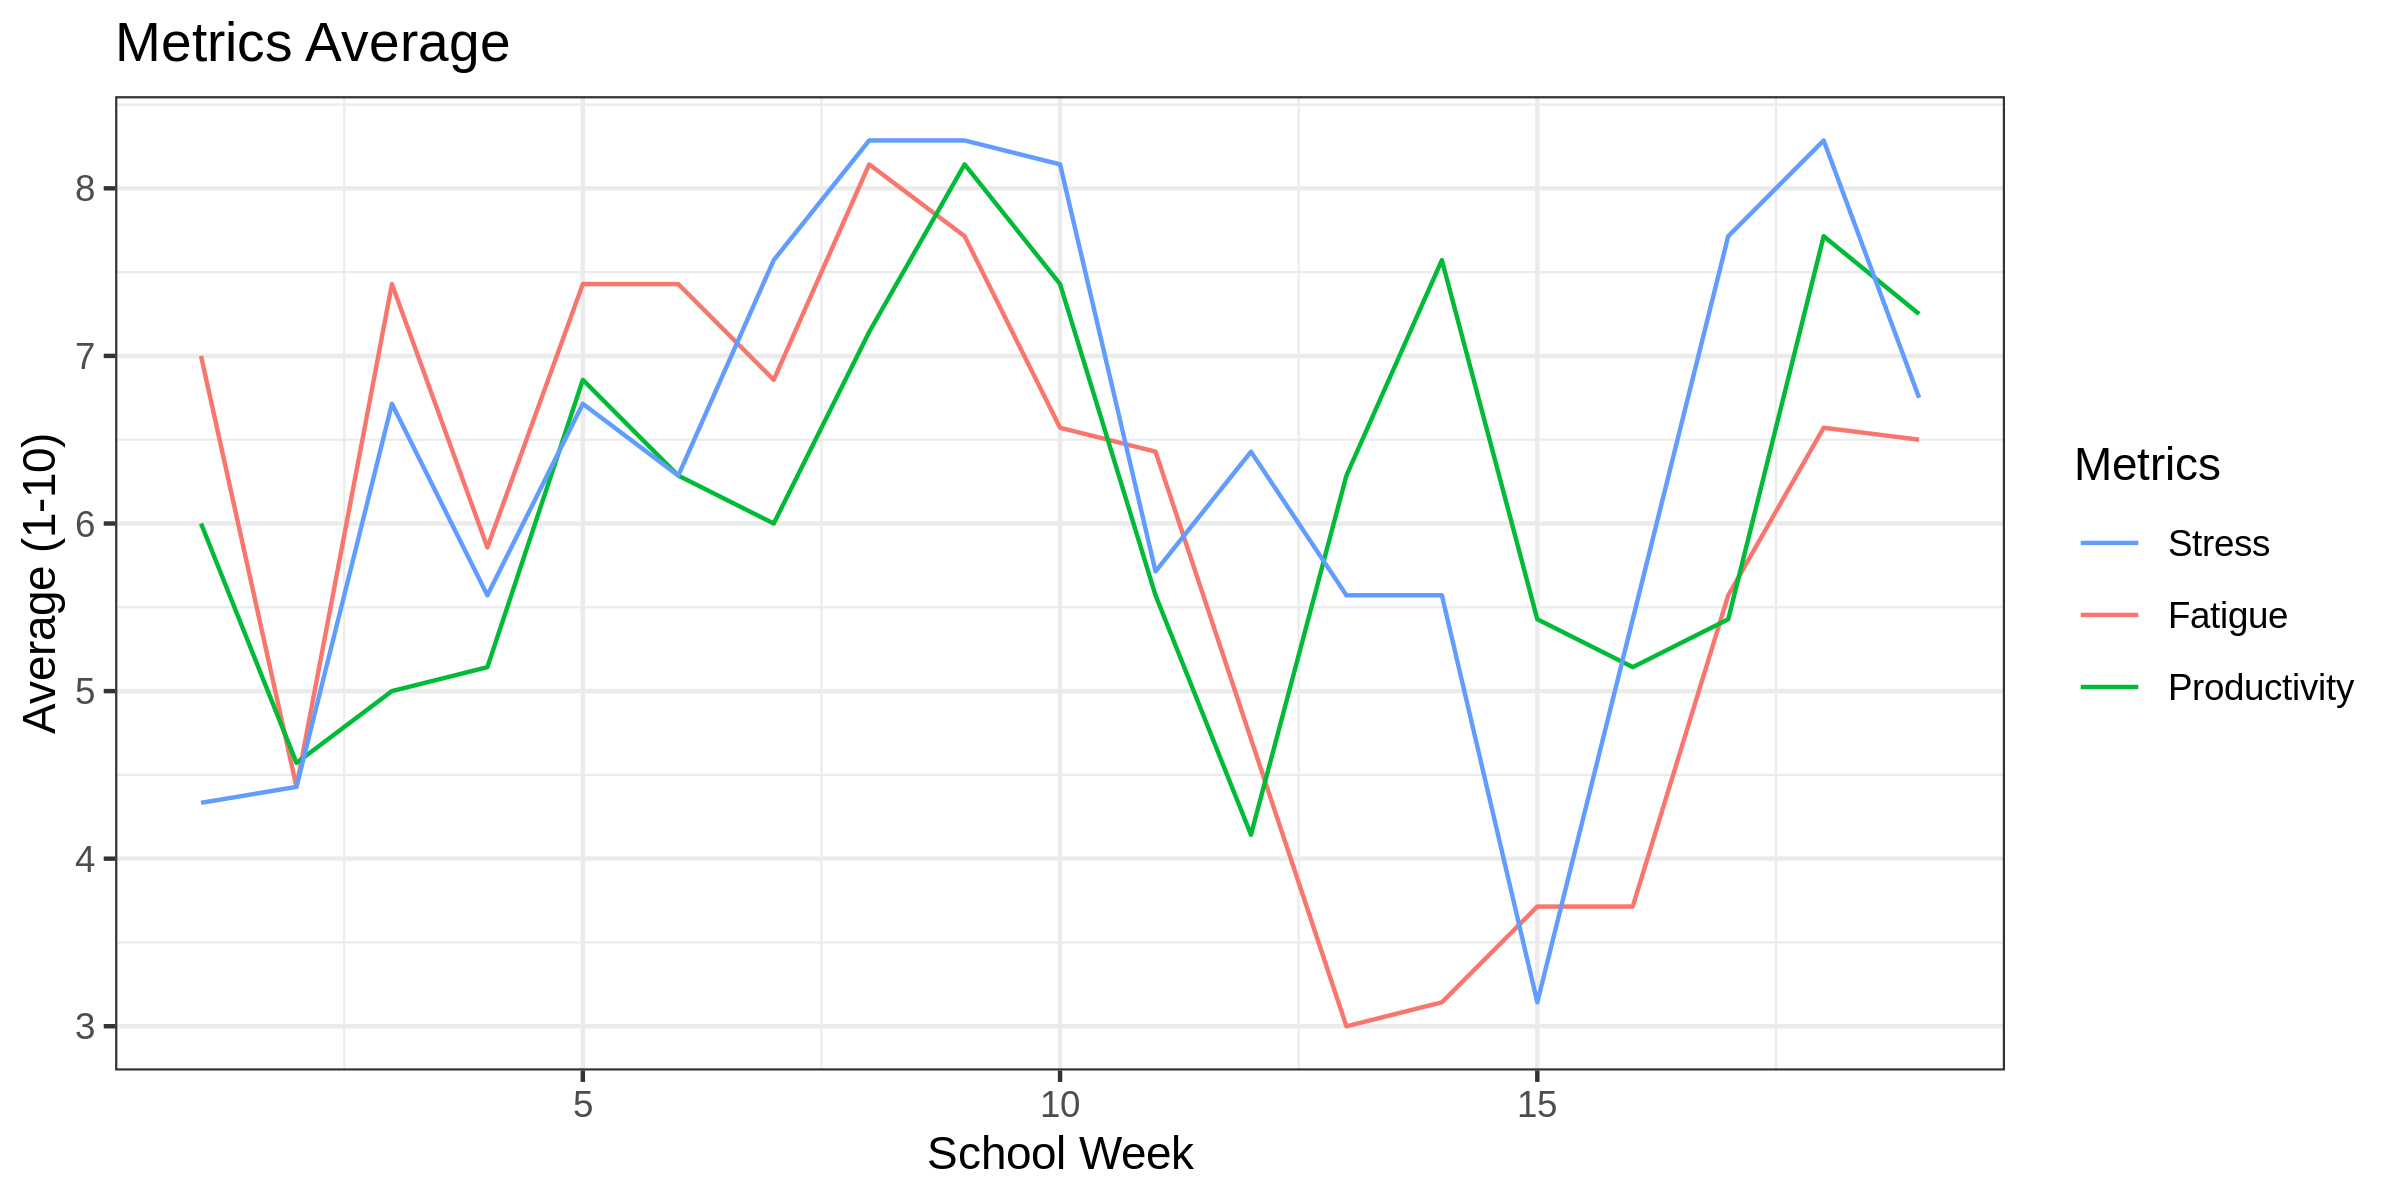 Metrics Average
Average (1-10)
8
7
6
5
4
3
5
10
15
School Week
Metrics
Stress
Fatigue
Productivity